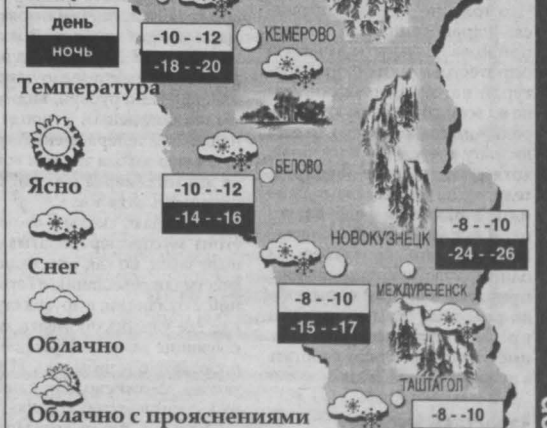 день
ночь
Температура
Ясно
Снег
Облачно
Облачно с прояснениями
-10 - -12
-18 - -20
КЕМЕРОВО
БЕЛОВО
-10 - -12
-14 - -16
НОВОКУЗНЕЦК
-8 - -10
-24 - -26
МЕЖДУРЕЧЕНСК
-8 - -10
-15 - -17
ТАШТАГОЛ
-8 - -10